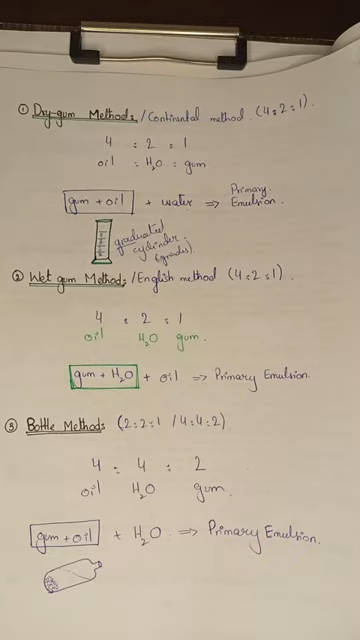 ① Dry gum Methods / Continental method. (4:2:1).
4 : 2 : 1
oil : H₂O : gum
gum + oil + water ⇒ Primary Emulsion.
graduated cylinder.
② Wet gum Methods / English method (4:2:1).
4 : 2 : 1
oil H₂O gum.
gum + H₂O + oil ⇒ Primary Emulsion.
③ Bottle Methods (2:2:1 / 4:4:2)
4 : 4 : 2
oil H₂O gum.
gum + oil + H₂O ⇒ Primary Emulsion.